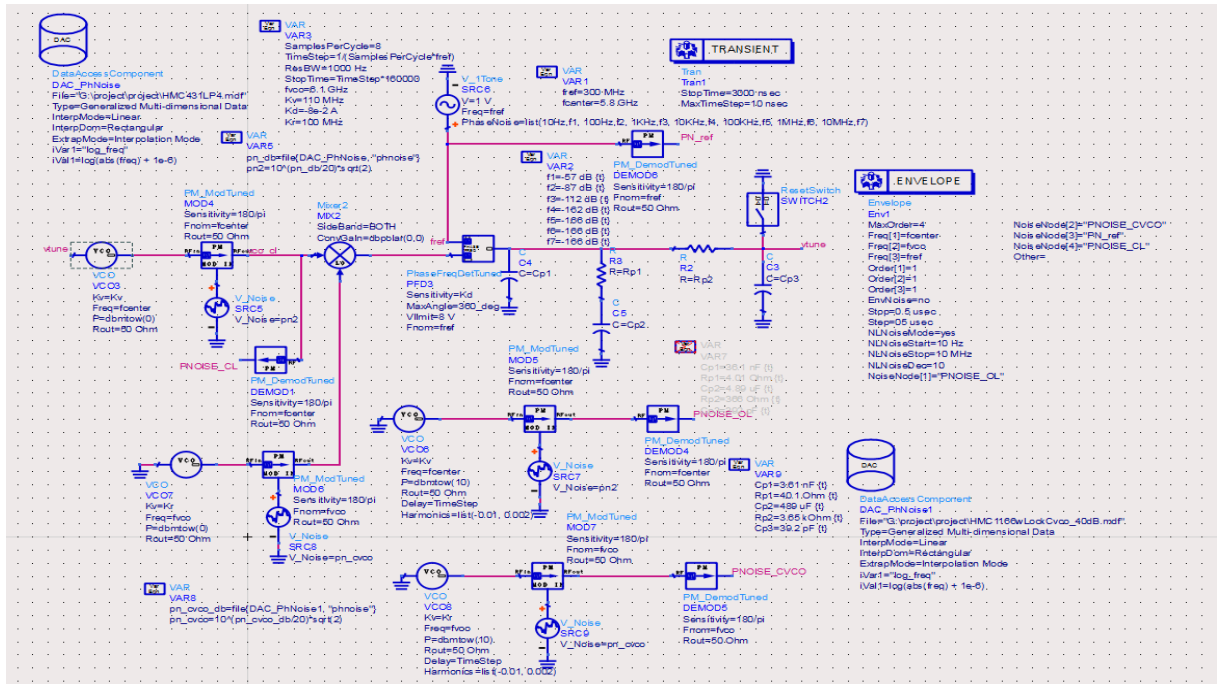 DAC
DataAccessComponent
DAC_PhNoise
File="G:\project\project\HMC431LP4.mdf"
Type=Generalized Multi-dimensional Data
InterpMode=Linear
InterpDom=Rectangular
ExtrapMode=Interpolation Mode
iVar1="log_freq"
iVal1=log(abs(freq) + 1e-6)
VAR
VAR3
SamplesPerCycle=8
TimeStep=1/(SamplesPerCycle*fref)
ResBW=1000 Hz
StopTime=TimeStep*160000
fvco=6.1 GHz
Kv=110 MHz
Kd=-8e-2 A
Kr=100 MHz
VAR
VAR5
pn_db=file{DAC_PhNoise, "phnoise"}
pn2=10^(pn_db/20)*sqrt(2)
V_1Tone
SRC6
V=1 V
Freq=fref
PhaseNoise=list(10Hz,f1, 100Hz,f2, 1KHz,f3, 10KHz,f4, 100KHz,f5, 1MHz,f6, 10MHz,f7)
VAR
VAR1
fref=300 MHz
fcenter=5.8 GHz
TRANSIENT
Tran
Tran1
StopTime=3000 nsec
MaxTimeStep=10 nsec
PN_ref
PM_DemodTuned
DEMOD6
Sensitivity=180/pi
Fnom=fref
Rout=50 Ohm
VAR
VAR2
f1=-57 dB {t}
f2=-87 dB {t}
f3=-112 dB {t}
f4=-162 dB {t}
f5=-166 dB {t}
f6=-166 dB {t}
f7=-166 dB {t}
ResetSwitch
SWITCH2
ENVELOPE
Envelope
Env1
MaxOrder=4
Freq[1]=fcenter
Freq[2]=fvco
Freq[3]=fref
Order[1]=1
Order[2]=1
Order[3]=1
EnvNoise=no
Stop=0.5 usec
Step=05 usec
NLNoiseMode=yes
NLNoiseStart=10 Hz
NLNoiseStop=10 MHz
NLNoiseDec=10
NoiseNode[1]="PNOISE_OL"
NoiseNode[2]="PNOISE_CVCO"
NoiseNode[3]="PN_ref"
NoiseNode[4]="PNOISE_CL"
Other=
PM_ModTuned
MOD4
Sensitivity=180/pi
Fnom=fcenter
Rout=50 Ohm
vtune
VCO
VCO
VCO3
Kv=Kv
Freq=fcenter
P=dbmtow(0)
Rout=50 Ohm
V_Noise
SRC5
V_Noise=pn2
Mixer2
MIX2
SideBand=BOTH
ConvGain=dbpolar(0,0)
fref
PhaseFreqDetTuned
PFD3
Sensitivity=Kd
MaxAngle=360_deg
Vlimit=8 V
Fnom=fref
C
C4
C=Cp1
R
R3
R=Rp1
R
R2
R=Rp2
C
C3
C=Cp3
vtune
C
C5
C=Cp2
PNOISE_CL
PM_DemodTuned
DEMOD1
Sensitivity=180/pi
Fnom=fcenter
Rout=50 Ohm
VAR
VAR7
PM_ModTuned
MOD5
Sensitivity=180/pi
Fnom=fcenter
Rout=50 Ohm
VCO
VCO
VCO6
Kv=Kv
Freq=fcenter
P=dbmtow(10)
Rout=50 Ohm
Delay=TimeStep
Harmonics=list(-0.01, 0.002)
V_Noise
SRC7
V_Noise=pn2
PNOISE_OL
PM_DemodTuned
DEMOD4
Sensitivity=180/pi
Fnom=fcenter
Rout=50 Ohm
VAR
VAR9
Cp1=3.61 nF {t}
Rp1=40.1 Ohm {t}
Cp2=489 uF {t}
Rp2=3.65 kOhm {t}
Cp3=39.2 pF {t}
DAC
DataAccessComponent
DAC_PhNoise1
File="G:\project\project\HMC1166wLockCvco_40dB.mdf"
Type=Generalized Multi-dimensional Data
InterpMode=Linear
InterpDom=Rectangular
ExtrapMode=Interpolation Mode
iVar1="log_freq"
iVal1=log(abs(freq) + 1e-6)
VCO
VCO
VCO7
Kv=Kr
Freq=fvco
P=dbmtow(0)
Rout=50 Ohm
PM_ModTuned
MOD6
Sensitivity=180/pi
Fnom=fvco
Rout=50 Ohm
V_Noise
SRC8
V_Noise=pn_cvco
VAR
VAR8
pn_cvco_db=file{DAC_PhNoise1, "phnoise"}
pn_cvco=10^(pn_cvco_db/20)*sqrt(2)
PM_ModTuned
MOD7
Sensitivity=180/pi
Fnom=fvco
Rout=50 Ohm
VCO
VCO
VCO8
Kv=Kr
Freq=fvco
P=dbmtow(10)
Rout=50 Ohm
Delay=TimeStep
Harmonics=list(-0.01, 0.002)
V_Noise
SRC9
V_Noise=pn_cvco
PNOISE_CVCO
PM_DemodTuned
DEMOD5
Sensitivity=180/pi
Fnom=fvco
Rout=50 Ohm